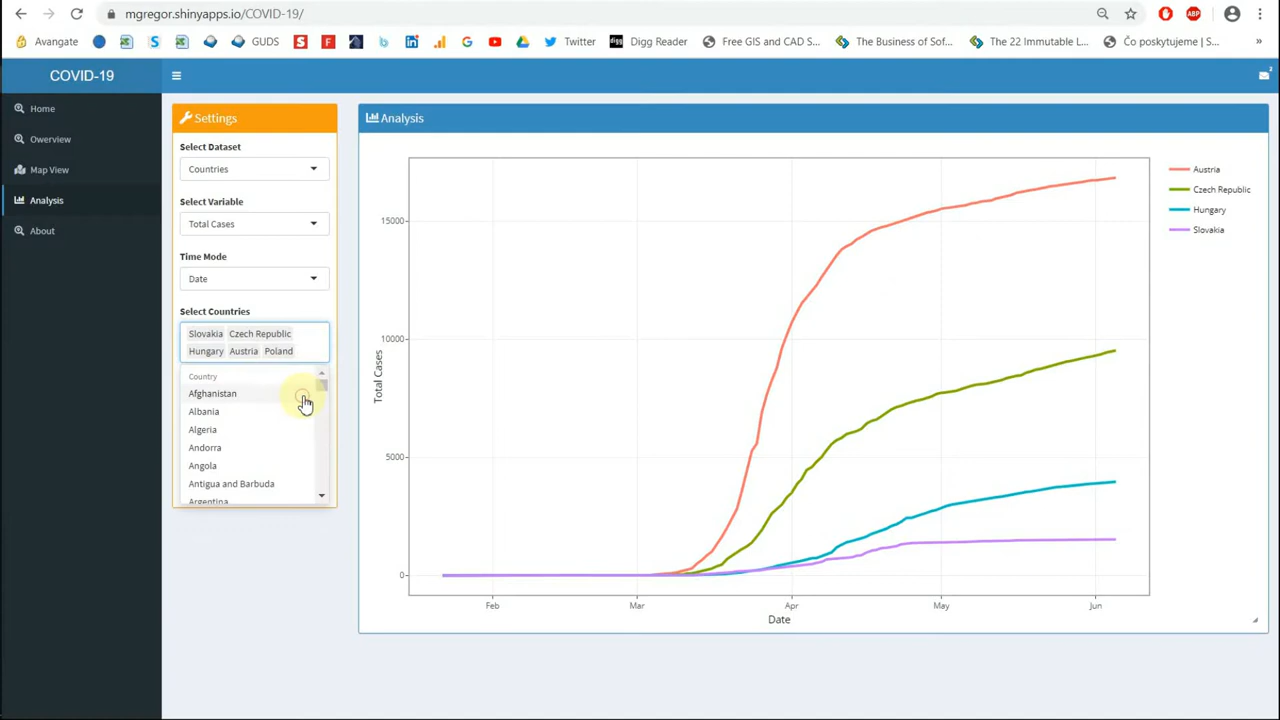 mgregor.shinyapps.io/COVID-19/
Avangate
GUDS
Twitter
digg Digg Reader
Free GIS and CAD S...
The Business of Sof...
The 22 Immutable L...
Čo poskytujeme | S...
»
COVID-19
2
Home
Owerview
Map View
Analysis
About
Settings
Select Dataset
Countries
Select Variable
Total Cases
Time Mode
Date
Select Countries
Slovakia Czech Republic
Hungary Austria Poland
Country
Afghanistan
Albania
Algeria
Andorra
Angola
Antigua and Barbuda
Argentina
Analysis
Total Cases
15000
10000
5000
0
Feb Mar Apr May Jun
Date
Austria
Czech Republic
Hungary
Slovakia